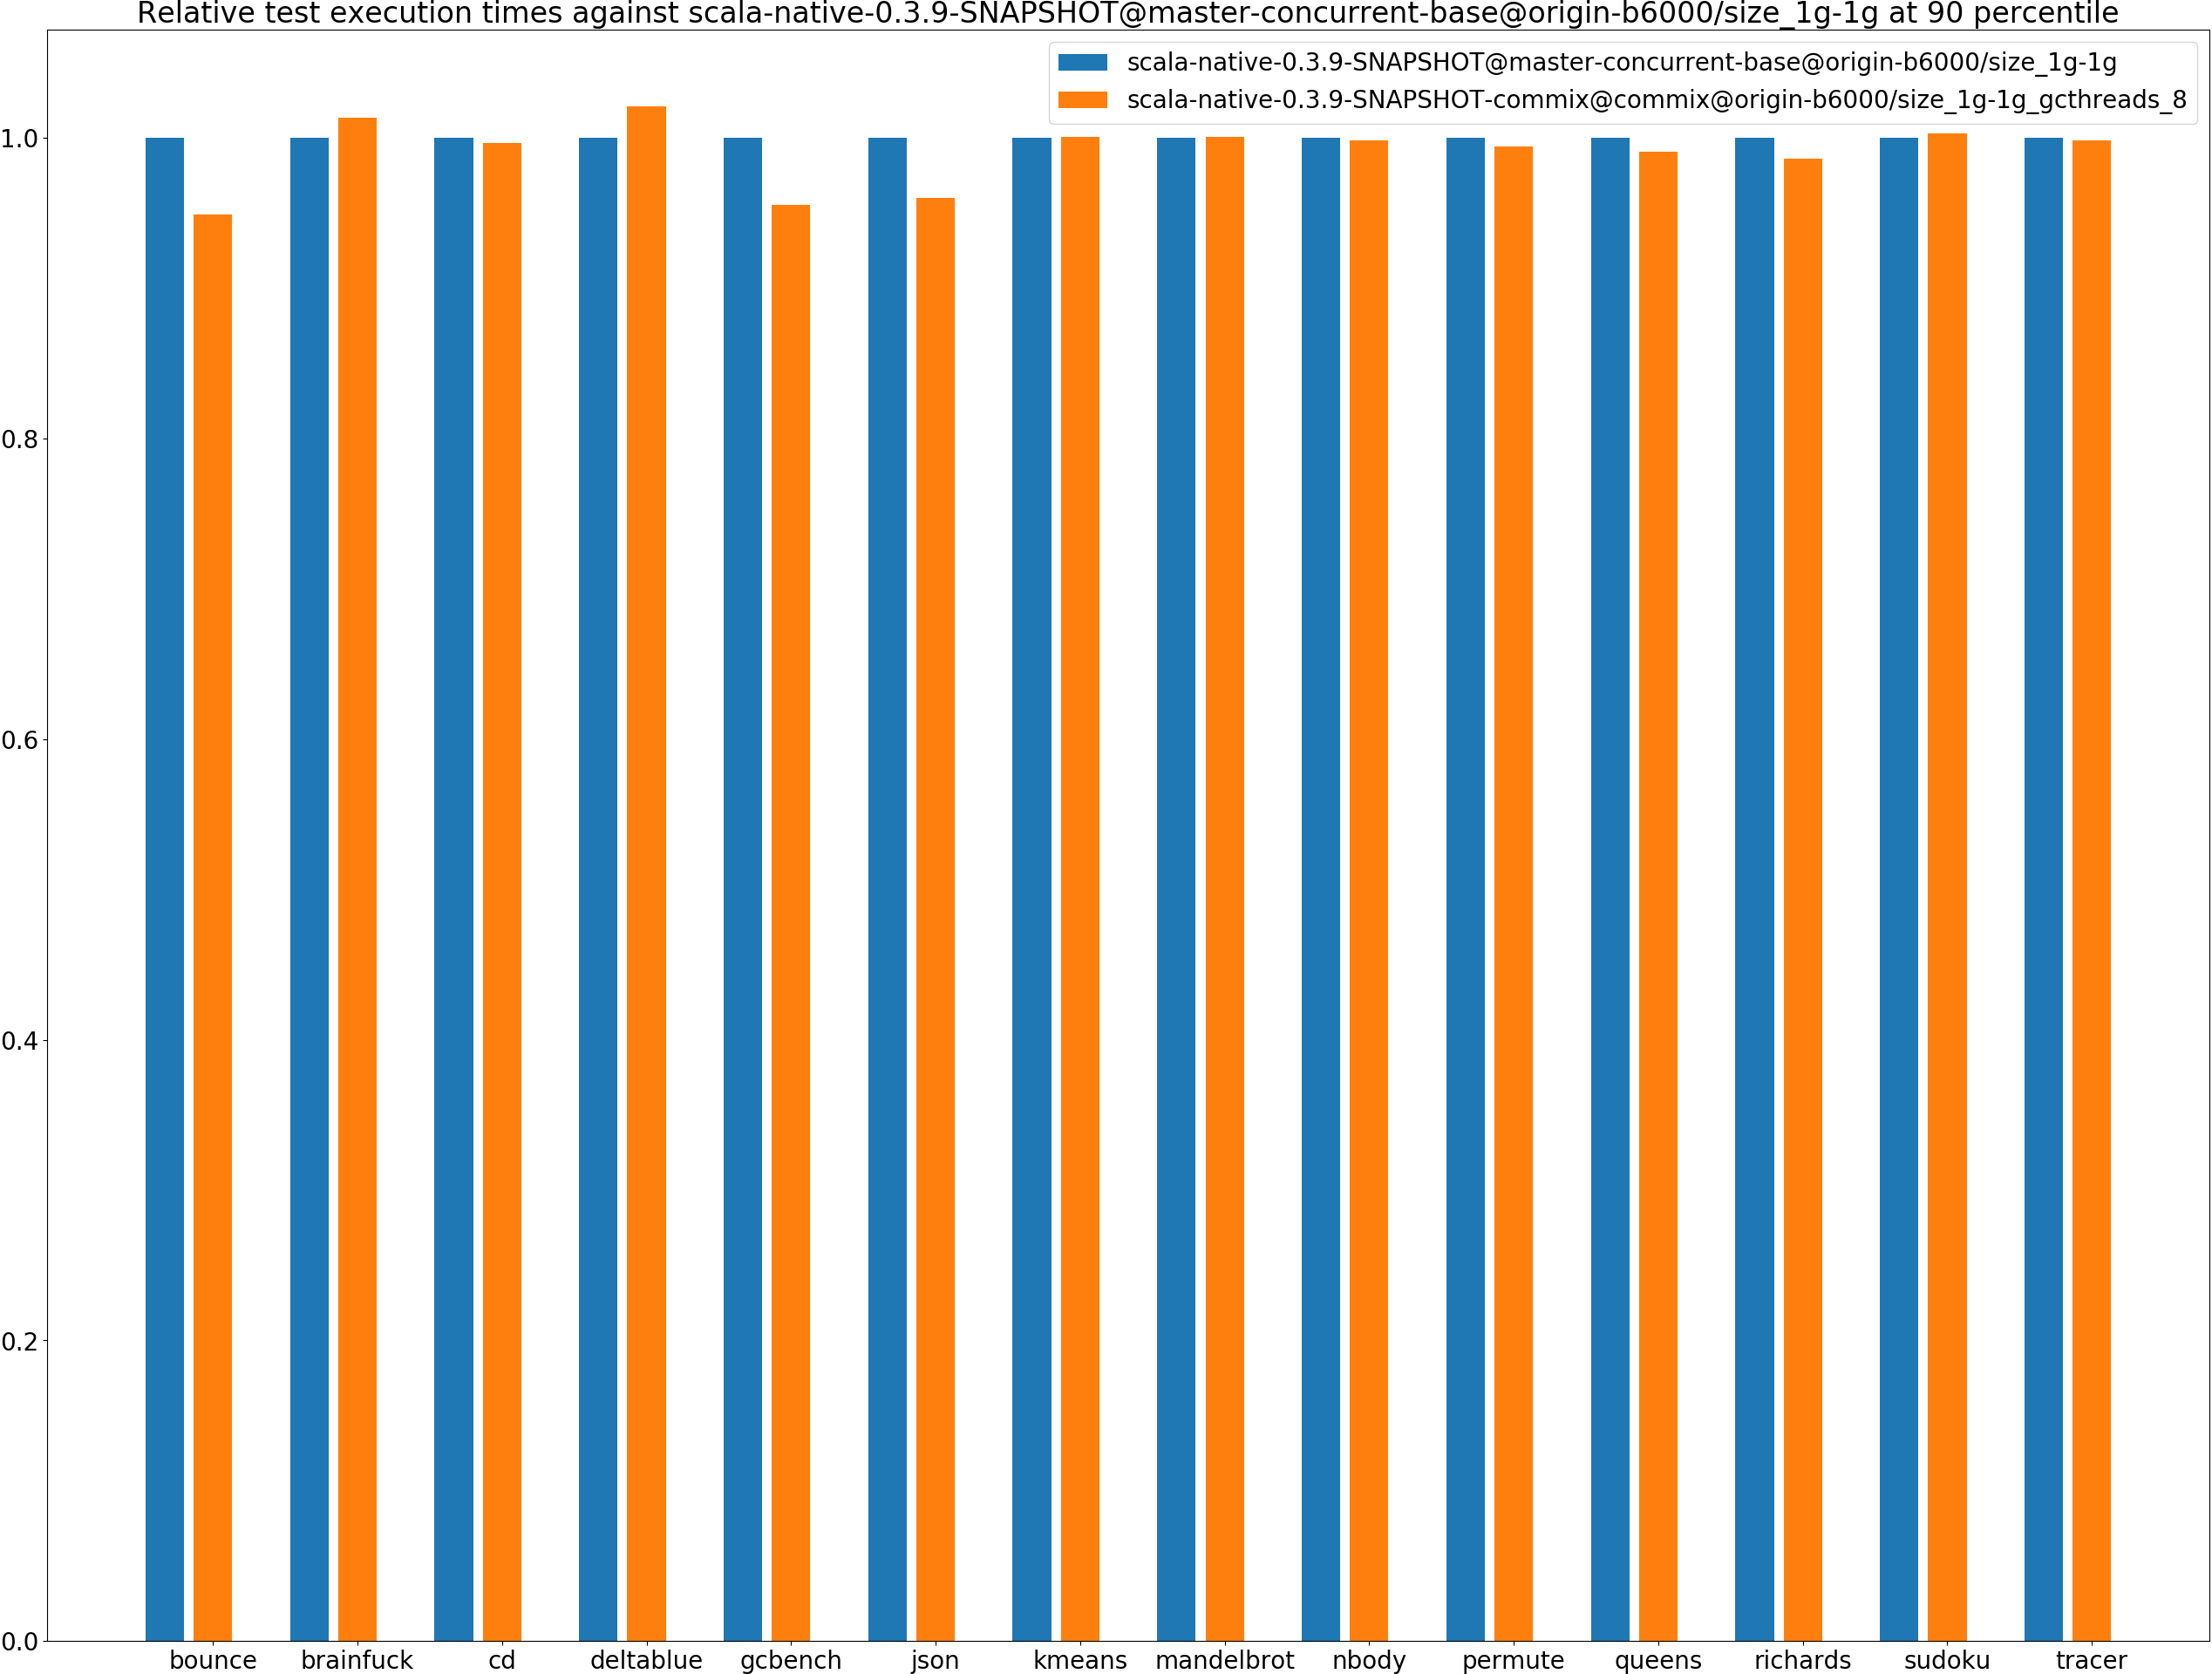 Relative test execution times against scala-native-0.3.9-SNAPSHOT@master-concurrent-base@origin-b6000/size_1g-1g at 90 percentile
scala-native-0.3.9-SNAPSHOT@master-concurrent-base@origin-b6000/size_1g-1g
scala-native-0.3.9-SNAPSHOT-commix@commix@origin-b6000/size_1g-1g_gcthreads_8
1.0
0.8
0.6
0.4
0.2
0.0
bounce brainfuck cd deltablue gcbench json kmeans mandelbrot nbody permute queens richards sudoku tracer